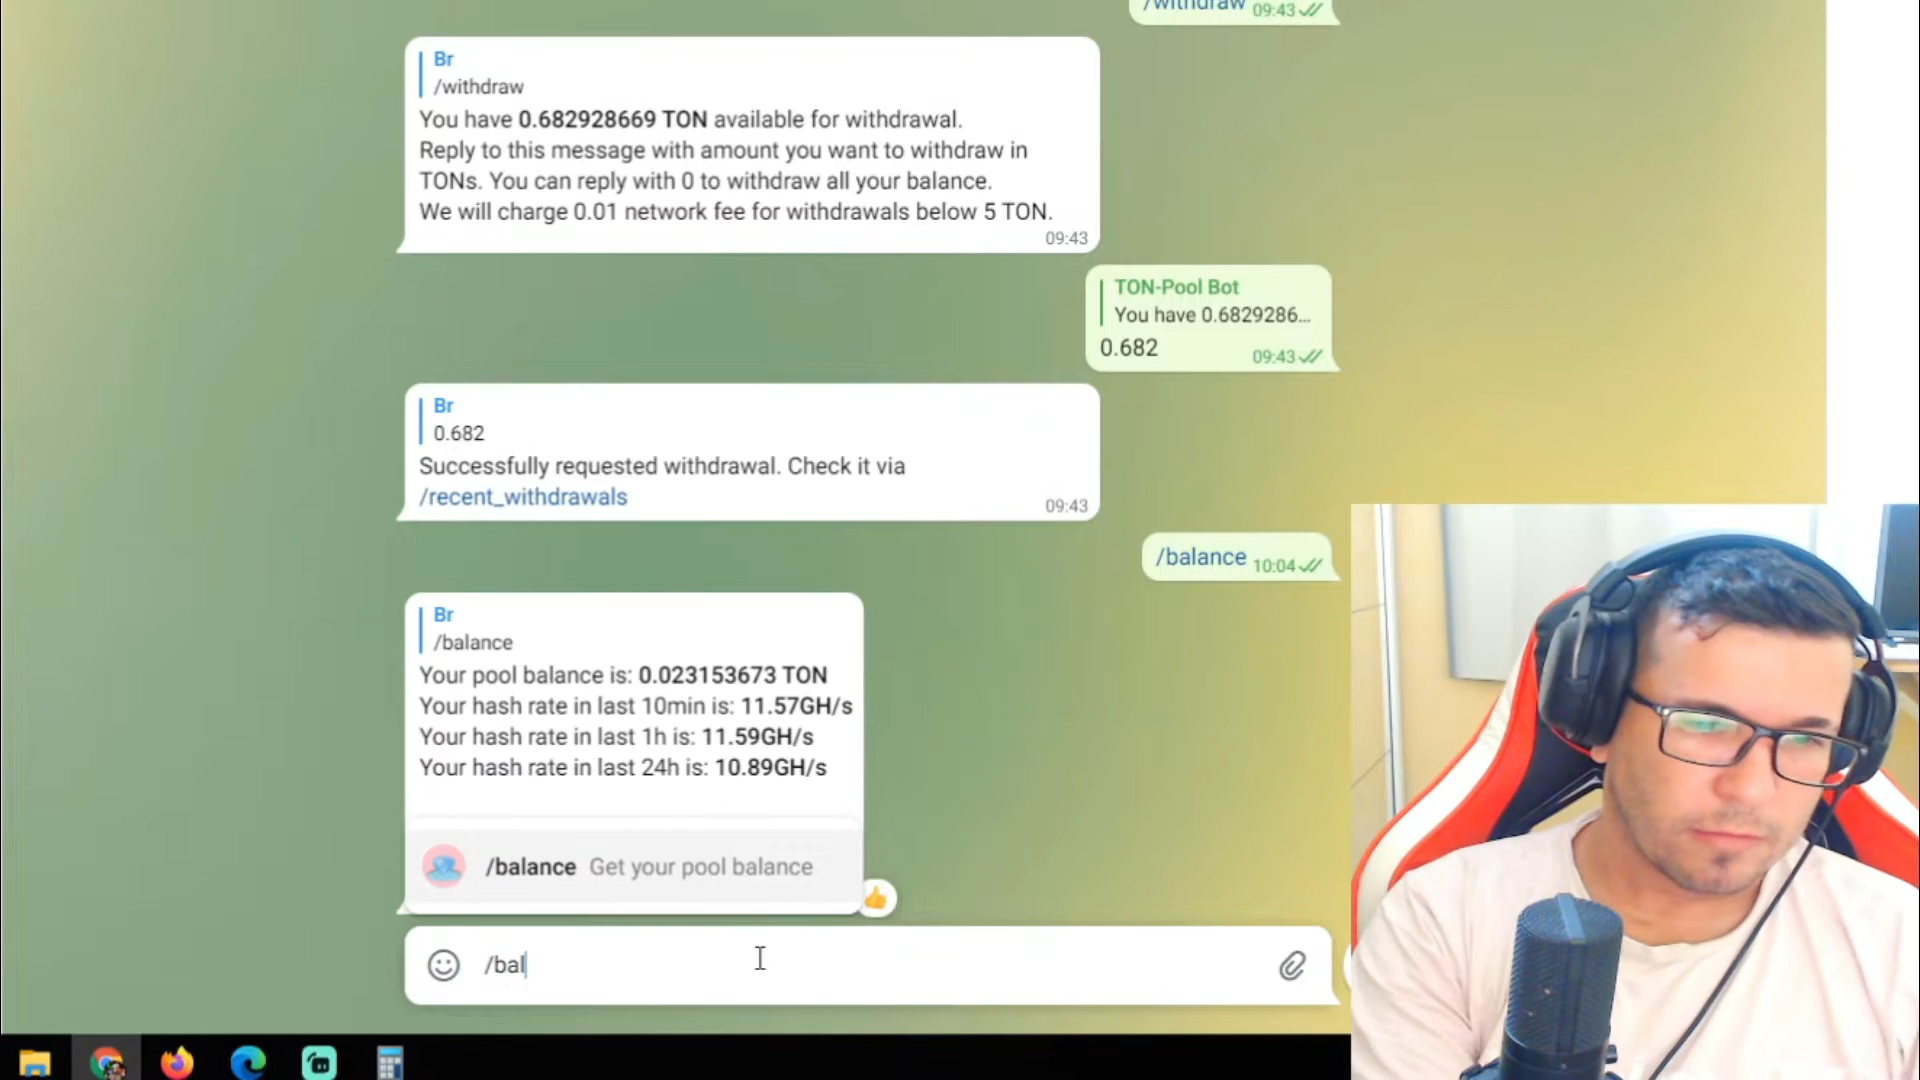 /withdraw 09:43
Br
/withdraw
You have 0.682928669 TON available for withdrawal.
Reply to this message with amount you want to withdraw in
TONs. You can reply with 0 to withdraw all your balance.
We will charge 0.01 network fee for withdrawals below 5 TON.
09:43
TON-Pool Bot
You have 0.6829286...
0.682 09:43
Br
0.682
Successfully requested withdrawal. Check it via
/recent_withdrawals
09:43
/balance 10:04
Br
/balance
Your pool balance is: 0.023153673 TON
Your hash rate in last 10min is: 11.57GH/s
Your hash rate in last 1h is: 11.59GH/s
Your hash rate in last 24h is: 10.89GH/s
/balance Get your pool balance
/bal